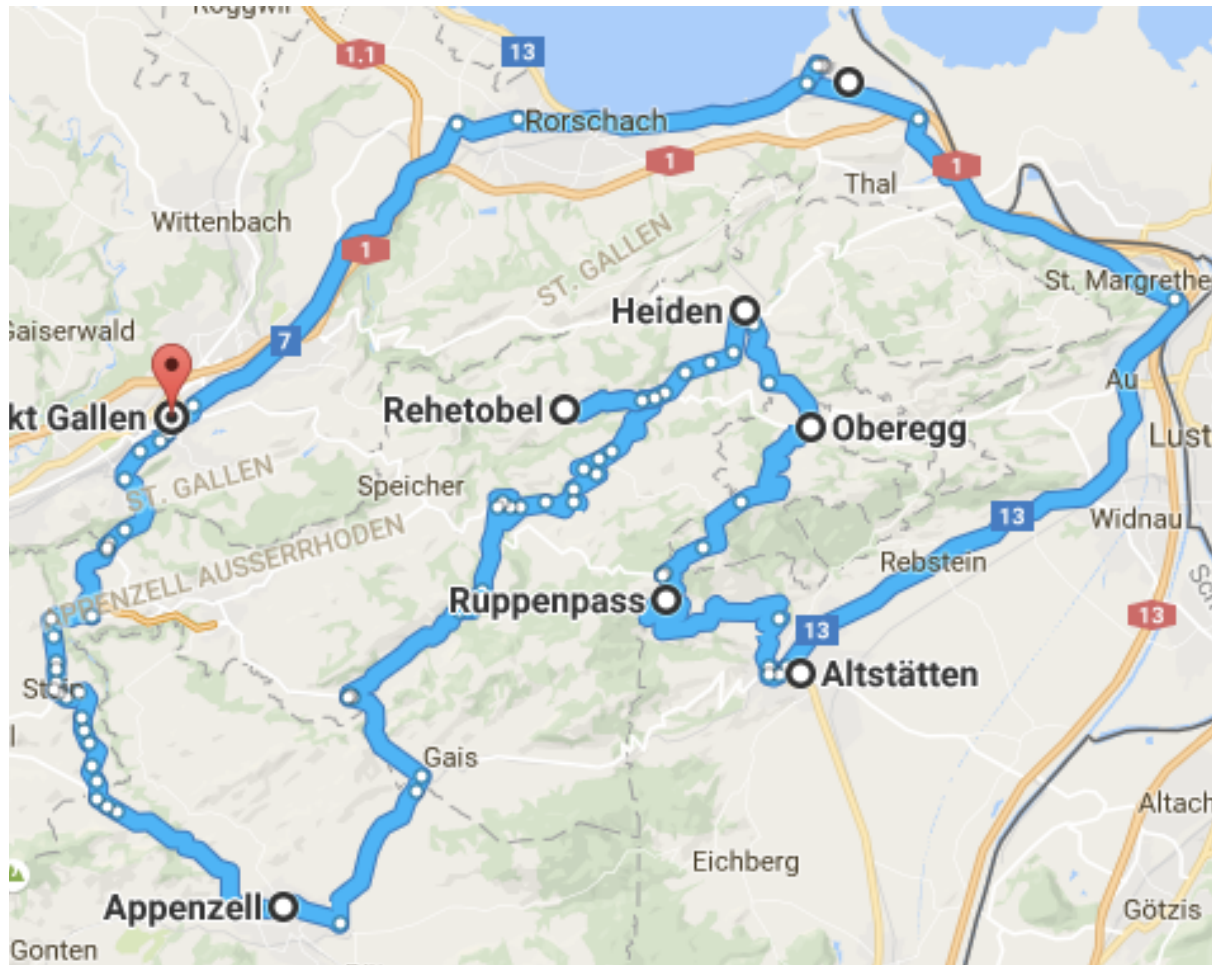 Roggwil
1.1
13
Rorschach
1
1
Thal
Wittenbach
1
ST. GALLEN
St. Margrethe
Heiden
Gaiserwald
7
Au
kt Gallen
Rehetobel
Oberegg
Lust
ST. GALLEN
Speicher
13
Widnau
APPENZELL AUSSERRHODEN
Rebstein
Ruppenpass
13
13
Altstätten
Stein
Gais
Altach
Eichberg
Appenzell
Götzis
Gonten